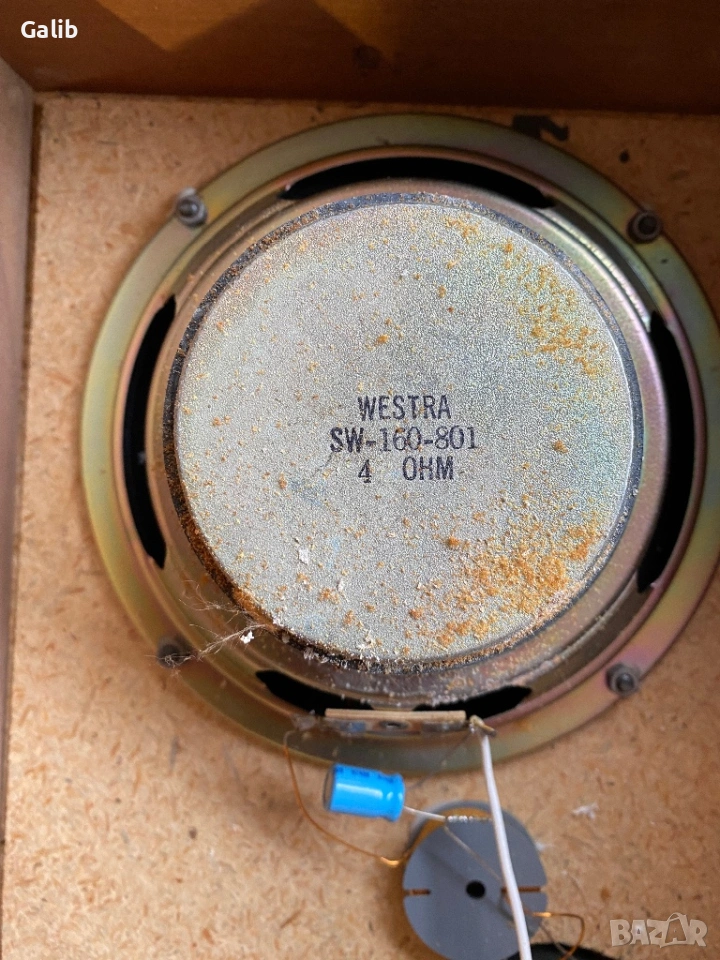 Galib
WESTRA
SW-160-801
4 OHM
BAZAR